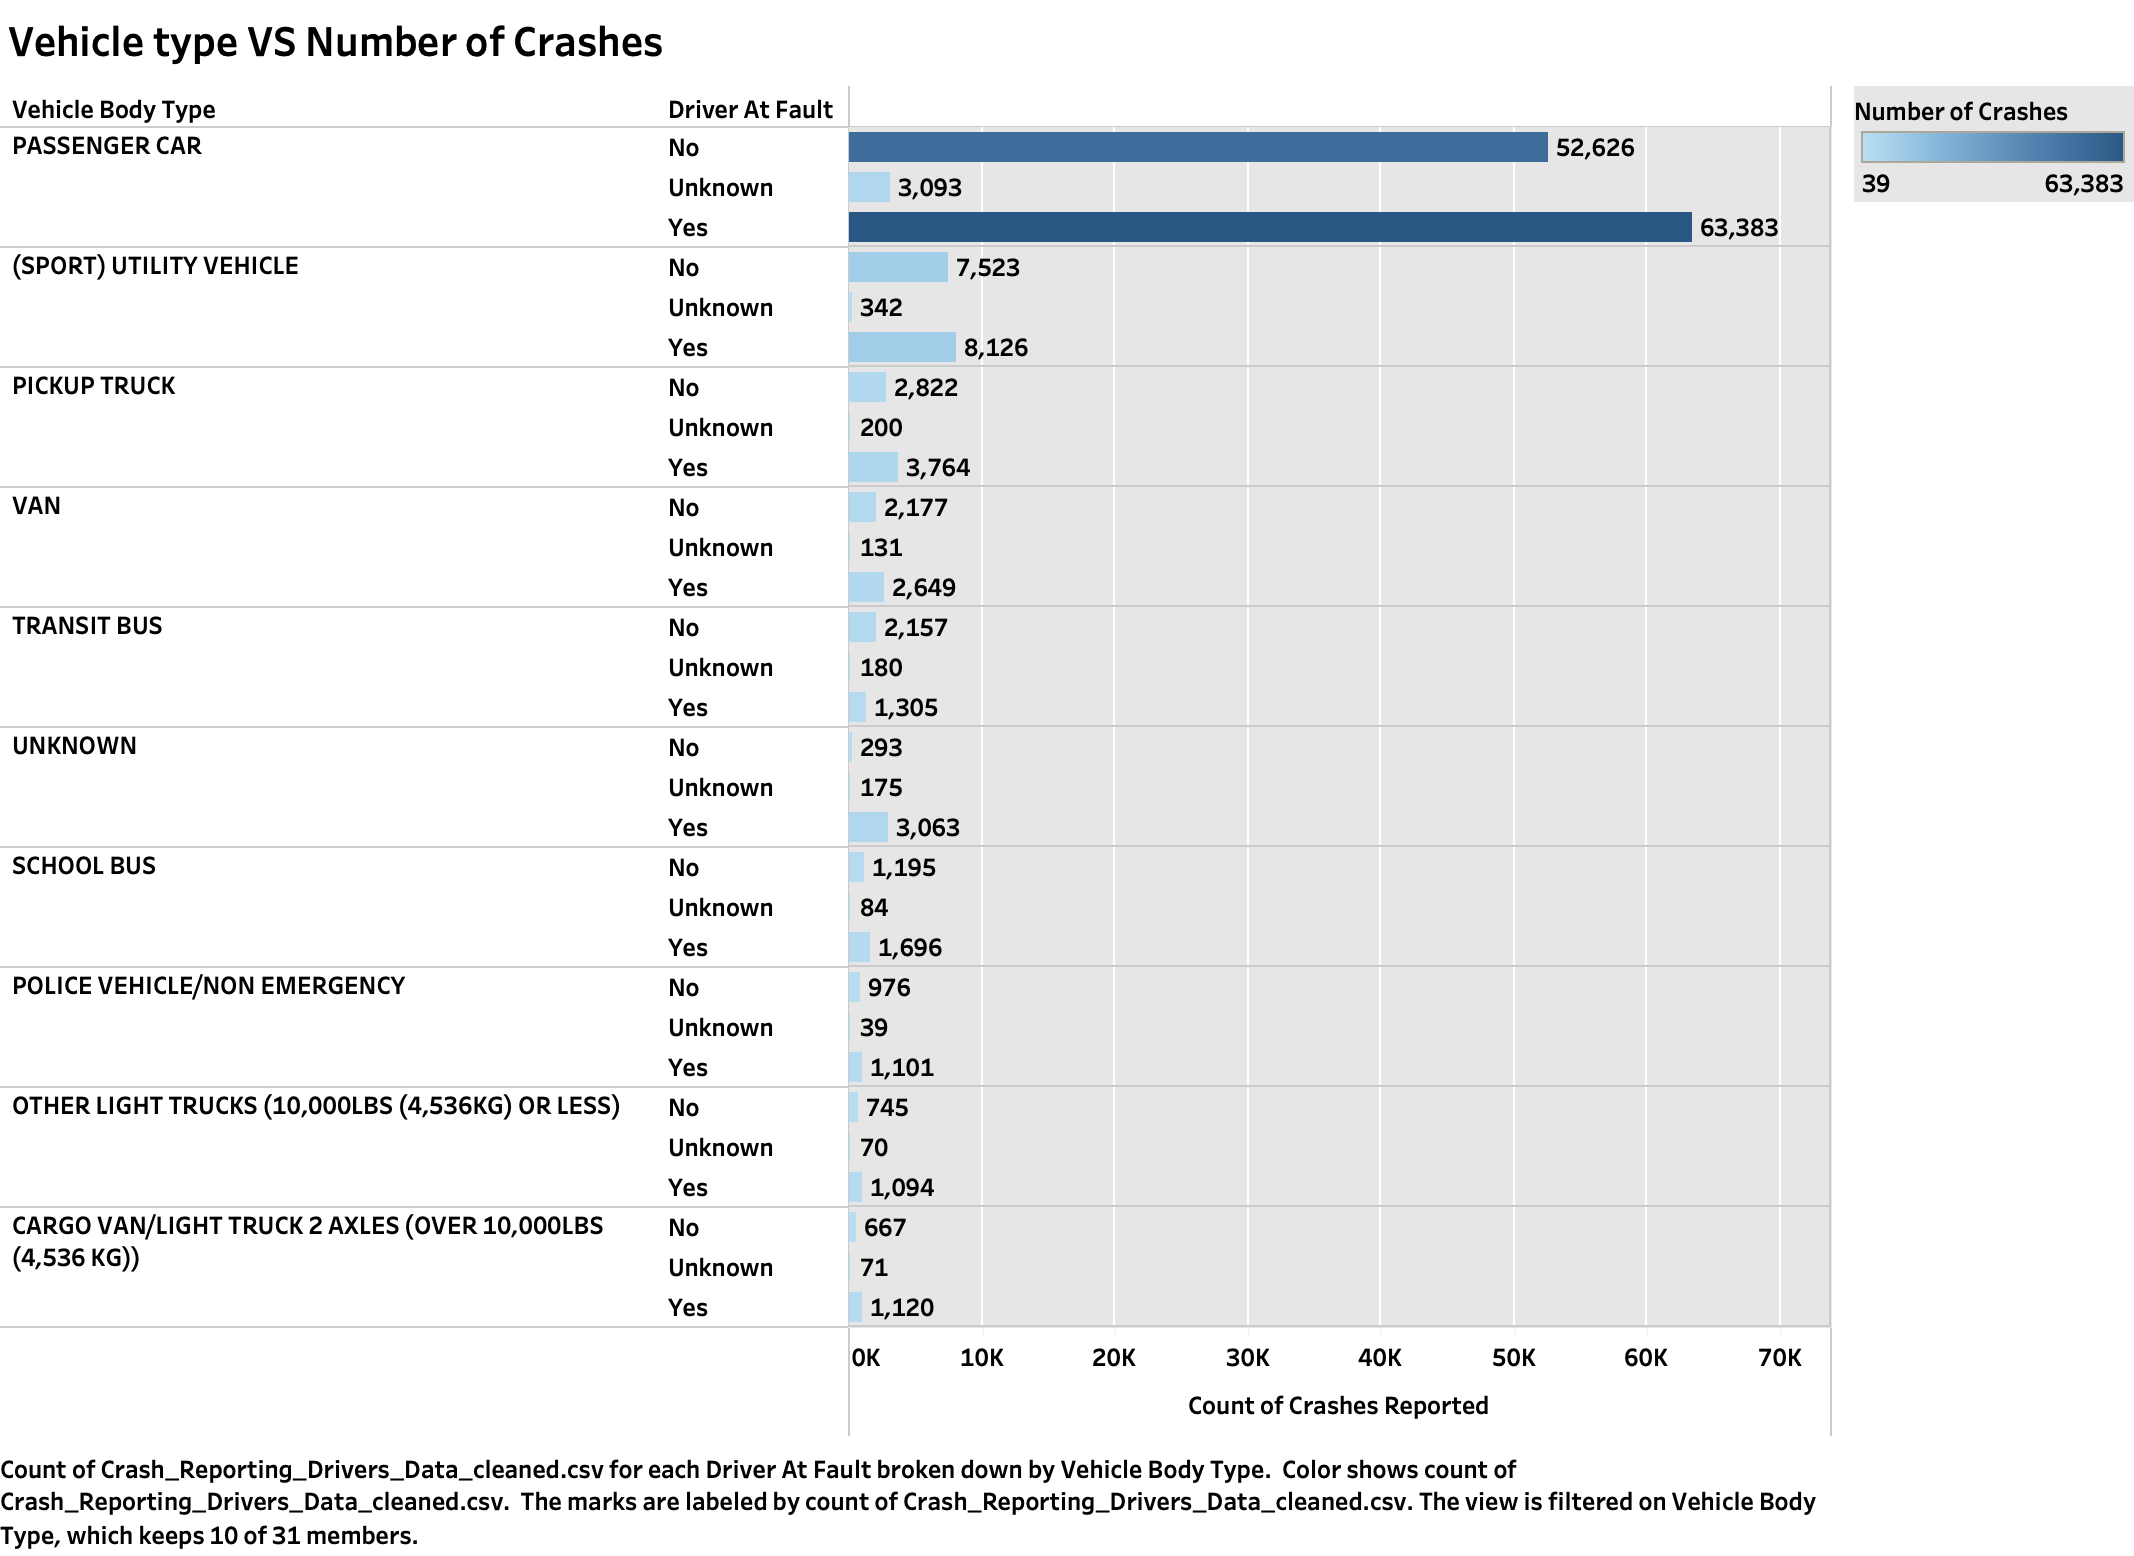 Vehicle type VS Number of Crashes
Vehicle Body Type Driver At Fault
PASSENGER CAR No 52,626
Unknown 3,093
Yes 63,383
(SPORT) UTILITY VEHICLE No 7,523
Unknown 342
Yes 8,126
PICKUP TRUCK No 2,822
Unknown 200
Yes 3,764
VAN No 2,177
Unknown 131
Yes 2,649
TRANSIT BUS No 2,157
Unknown 180
Yes 1,305
UNKNOWN No 293
Unknown 175
Yes 3,063
SCHOOL BUS No 1,195
Unknown 84
Yes 1,696
POLICE VEHICLE/NON EMERGENCY No 976
Unknown 39
Yes 1,101
OTHER LIGHT TRUCKS (10,000LBS (4,536KG) OR LESS) No 745
Unknown 70
Yes 1,094
CARGO VAN/LIGHT TRUCK 2 AXLES (OVER 10,000LBS No 667
(4,536 KG)) Unknown 71
Yes 1,120
0K 10K 20K 30K 40K 50K 60K 70K
Count of Crashes Reported
Number of Crashes
39 63,383
Count of Crash_Reporting_Drivers_Data_cleaned.csv for each Driver At Fault broken down by Vehicle Body Type.  Color shows count of
Crash_Reporting_Drivers_Data_cleaned.csv.  The marks are labeled by count of Crash_Reporting_Drivers_Data_cleaned.csv. The view is filtered on Vehicle Body
Type, which keeps 10 of 31 members.